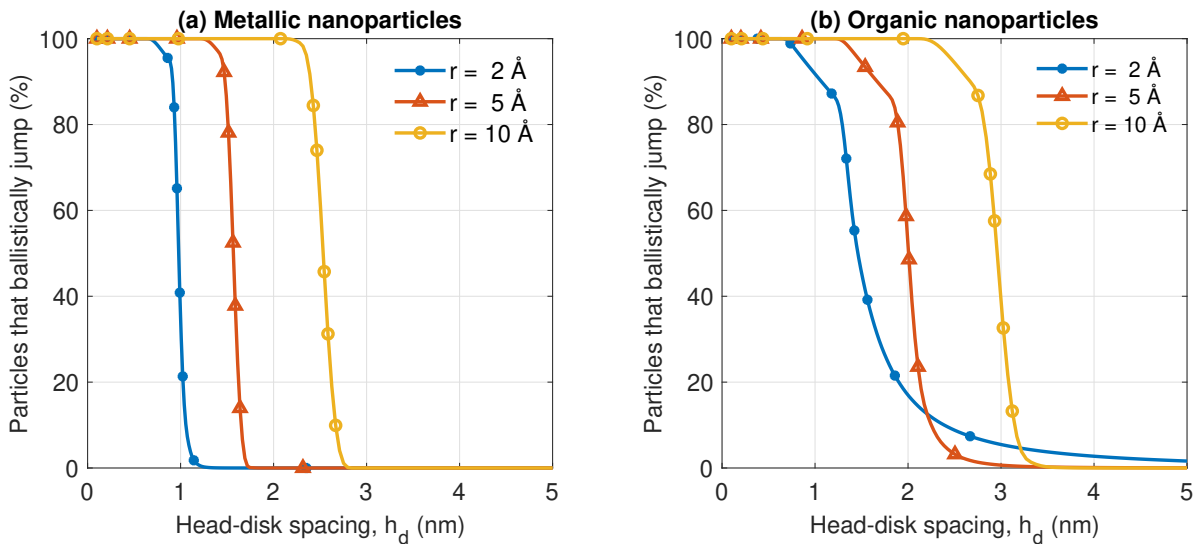 (a) Metallic nanoparticles
Particles that ballistically jump (%)
100
80
60
40
20
0
r = 2 Å
r = 5 Å
r = 10 Å
0 1 2 3 4 5
Head-disk spacing, h_d (nm)
(b) Organic nanoparticles
Particles that ballistically jump (%)
100
80
60
40
20
0
r = 2 Å
r = 5 Å
r = 10 Å
0 1 2 3 4 5
Head-disk spacing, h_d (nm)